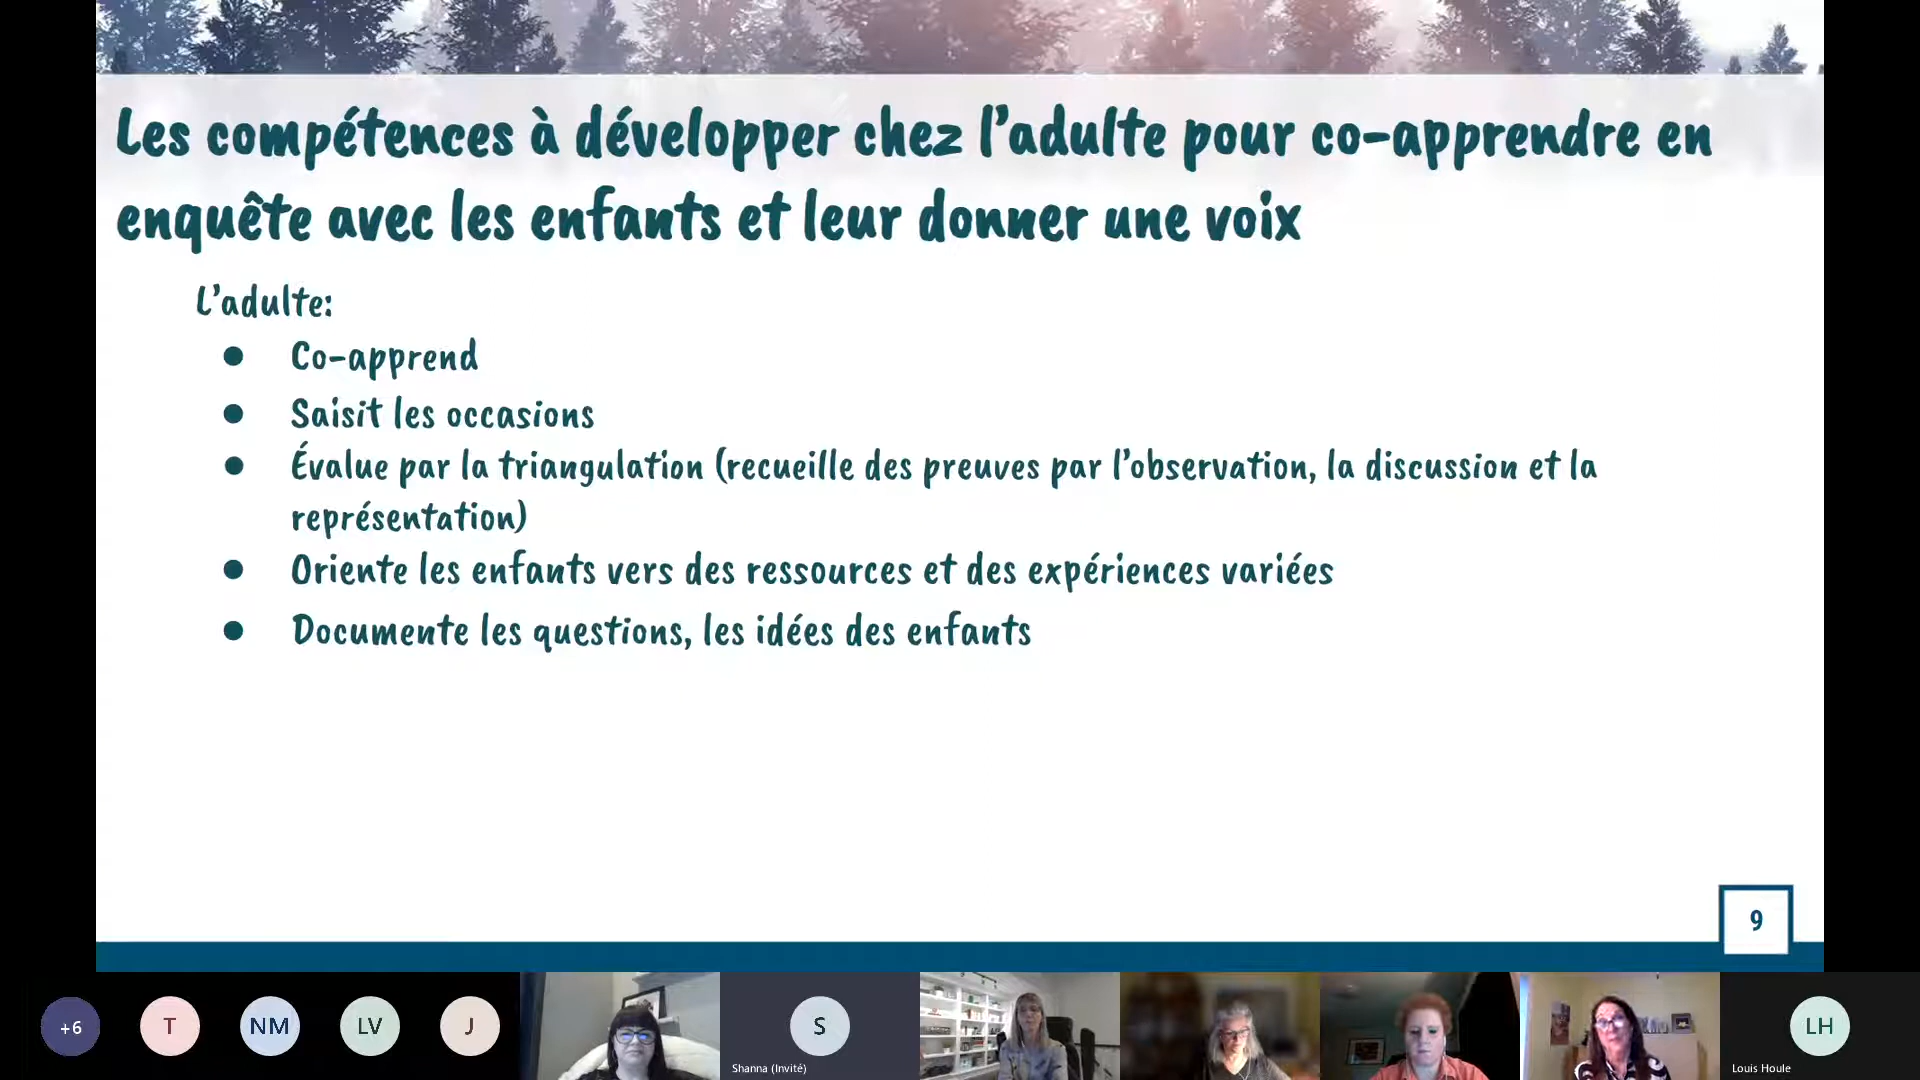 Les compétences à développer chez l'adulte pour co-apprendre en
enquête avec les enfants et leur donner une voix
L'adulte:
● Co-apprend
● Saisit les occasions
● Évalue par la triangulation (recueille des preuves par l'observation, la discussion et la
représentation)
● Oriente les enfants vers des ressources et des expériences variées
● Documente les questions, les idées des enfants
9
+6
T
NM
LV
J
S
Shanna (Invité)
LH
Louis Houle